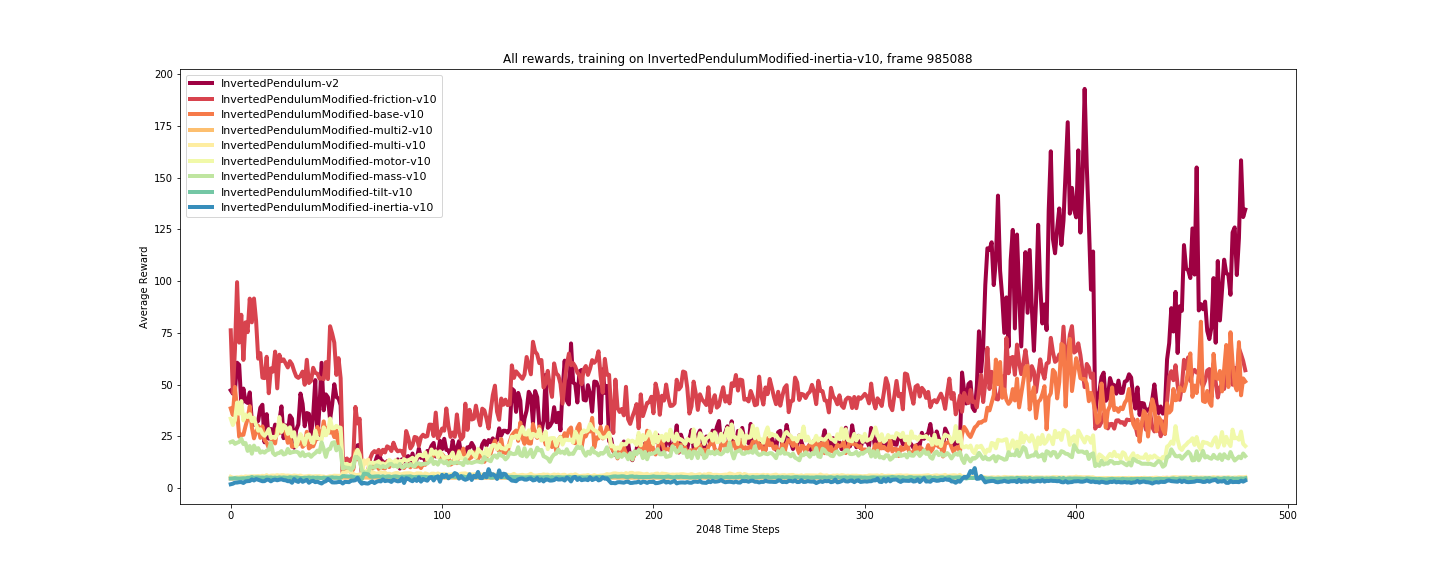 All rewards, training on InvertedPendulumModified-inertia-v10, frame 985088
200
175
150
125
100
75
50
25
0
Average Reward
InvertedPendulum-v2
InvertedPendulumModified-friction-v10
InvertedPendulumModified-base-v10
InvertedPendulumModified-multi2-v10
InvertedPendulumModified-multi-v10
InvertedPendulumModified-motor-v10
InvertedPendulumModified-mass-v10
InvertedPendulumModified-tilt-v10
InvertedPendulumModified-inertia-v10
0 100 200 300 400 500
2048 Time Steps